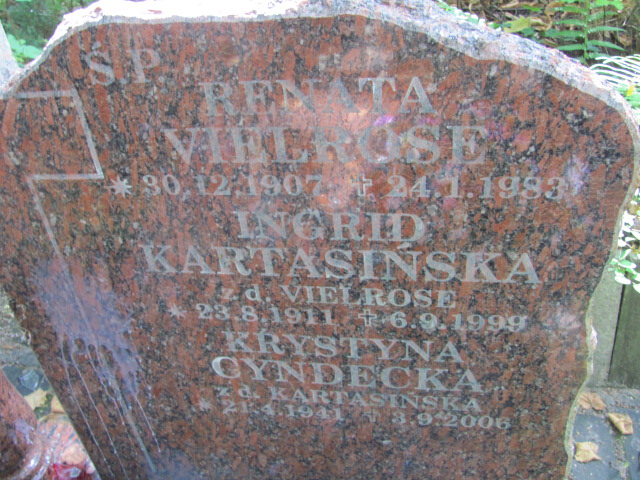 Ś.P.
RENATA
VIELROSE
* 30.12.1907 ✝ 24.1.1983
INGRID
KARTASIŃSKA
z d. VIELROSE
* 23.8.1911 ✝ 6.9.1999
KRYSTYNA
CYNDECKA
z d. KARTASIŃSKA
* 21.4.1941 ✝ 3.9.2006